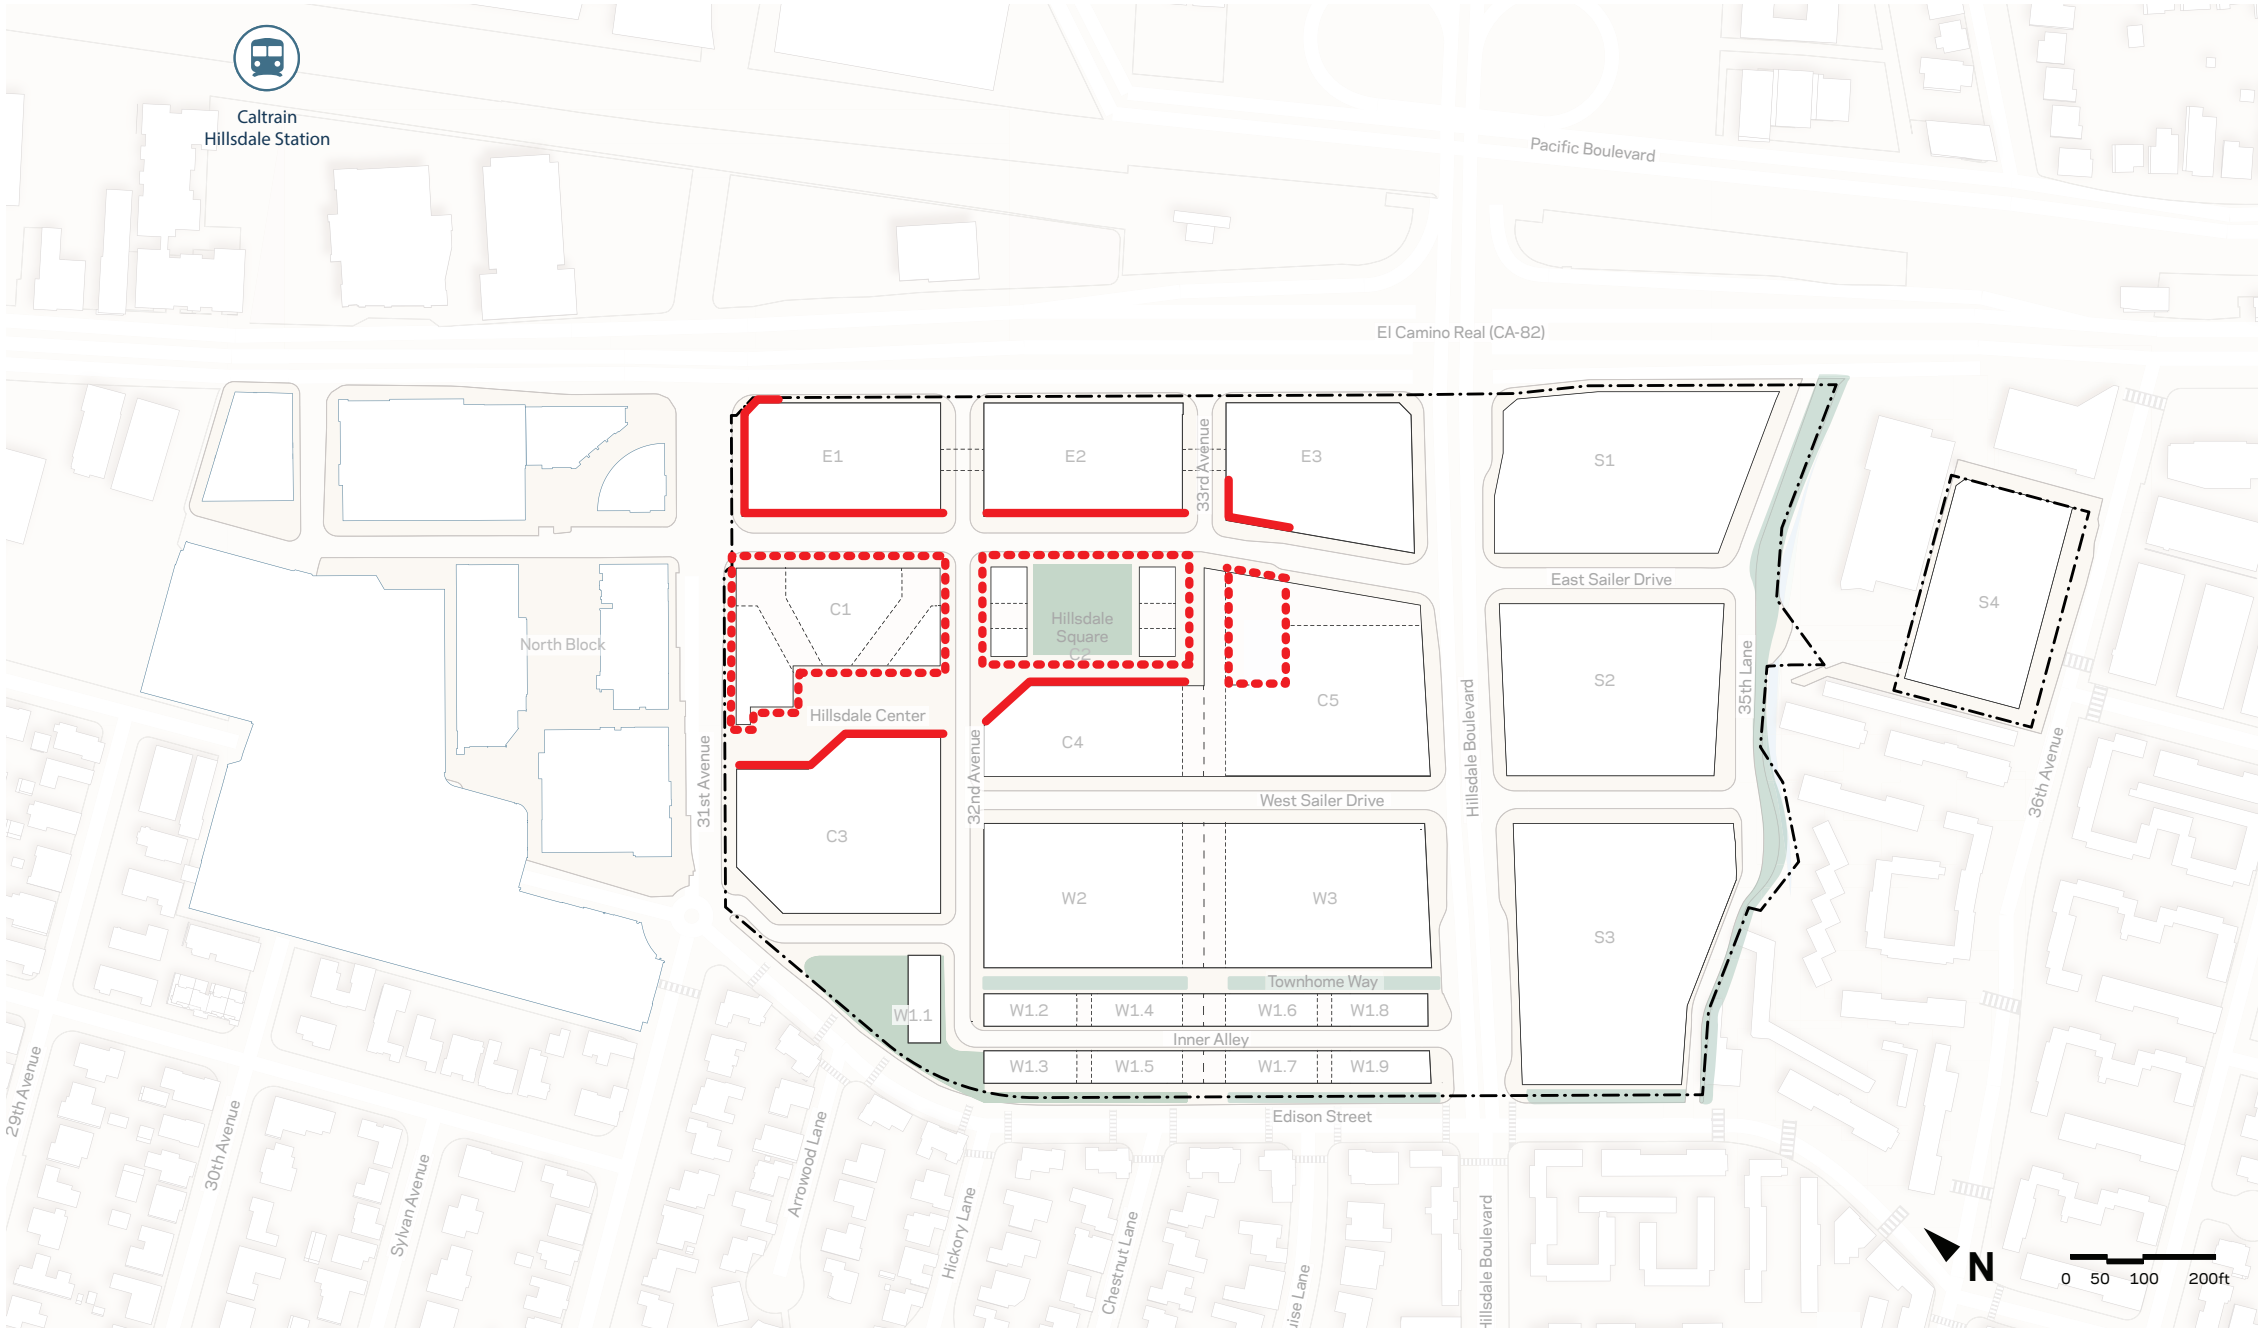 Caltrain
Hillsdale Station
Pacific Boulevard
El Camino Real (CA-82)
E1
E2
33rd Avenue
E3
S1
East Sailer Drive
S4
C1
Hillsdale
Square
C2
North Block
S2
35th Lane
C5
Hillsdale Center
31st Avenue
32nd Avenue
C4
Hillsdale Boulevard
36th Avenue
West Sailer Drive
C3
W2
W3
S3
Townhome Way
W1.1
W1.2
W1.4
W1.6
W1.8
Inner Alley
W1.3
W1.5
W1.7
W1.9
Edison Street
29th Avenue
30th Avenue
Sylvan Avenue
Arrowood Lane
Hickory Lane
Chestnut Lane
Lane
Hillsdale Boulevard
N
0 50 100 200ft